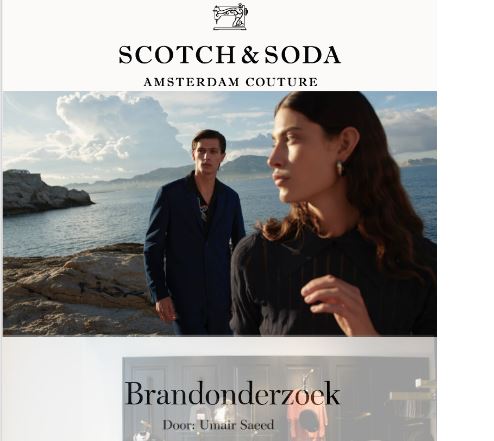 SCOTCH & SODA
AMSTERDAM COUTURE
Brandonderzoek
Door: Umair Saeed